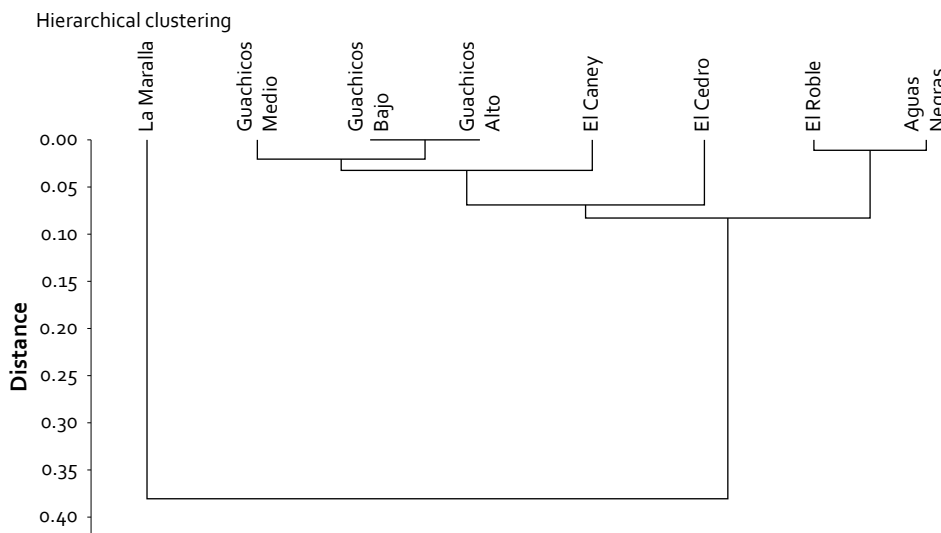 Hierarchical clustering
La Maralla
Guachicos
Medio
Guachicos
Bajo
Guachicos
Alto
El Caney
El Cedro
El Roble
Aguas
Negras
0.00
0.05
0.10
0.15
0.20
0.25
0.30
0.35
0.40
Distance